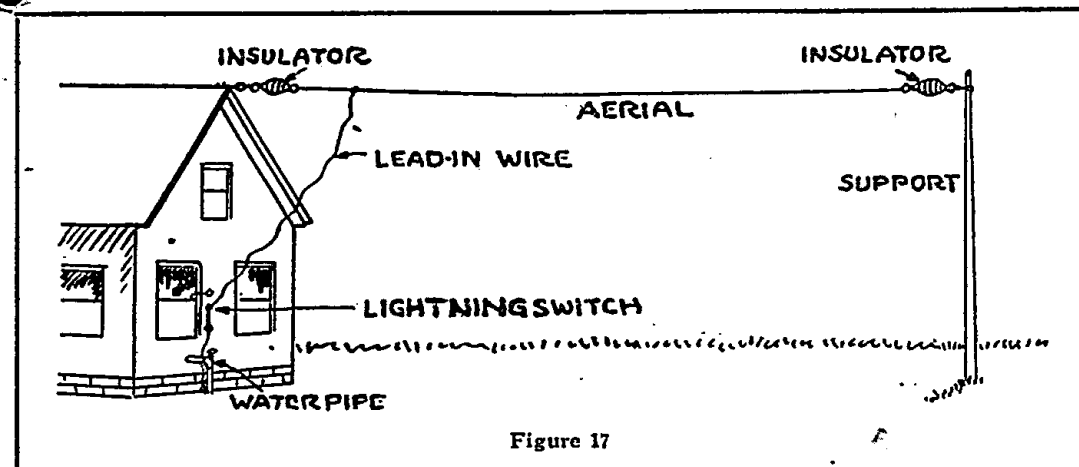 INSULATOR
INSULATOR
AERIAL
LEAD-IN WIRE
SUPPORT
LIGHTNING SWITCH
WATER PIPE
Figure 17